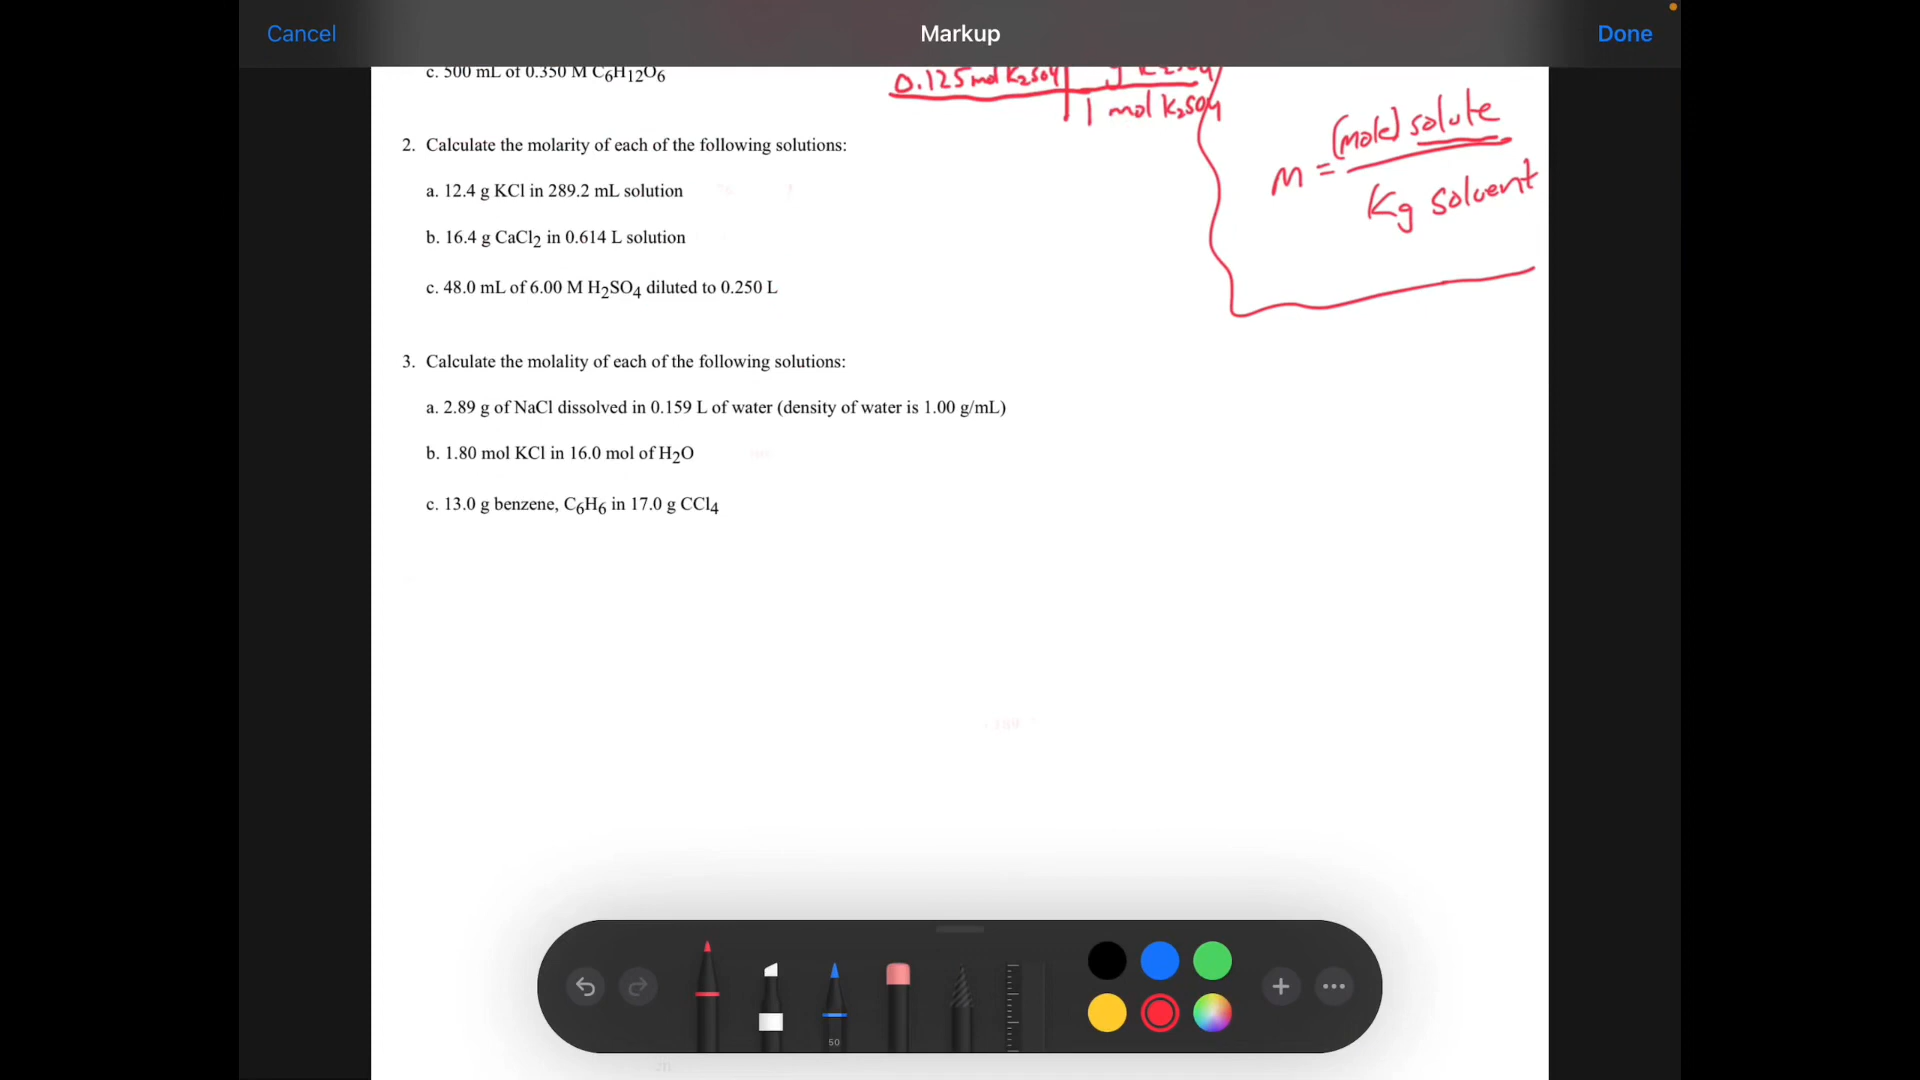 Cancel
Markup
Done
c. 500 mL of 0.350 M C6H12O6
0.125 mol K2SO4
g K2SO4
1 mol K2SO4
m = (mole) solute
Kg solvent
2. Calculate the molarity of each of the following solutions:
a. 12.4 g KCl in 289.2 mL solution
b. 16.4 g CaCl2 in 0.614 L solution
c. 48.0 mL of 6.00 M H2SO4 diluted to 0.250 L
3. Calculate the molality of each of the following solutions:
a. 2.89 g of NaCl dissolved in 0.159 L of water (density of water is 1.00 g/mL)
b. 1.80 mol KCl in 16.0 mol of H2O
c. 13.0 g benzene, C6H6 in 17.0 g CCl4
50